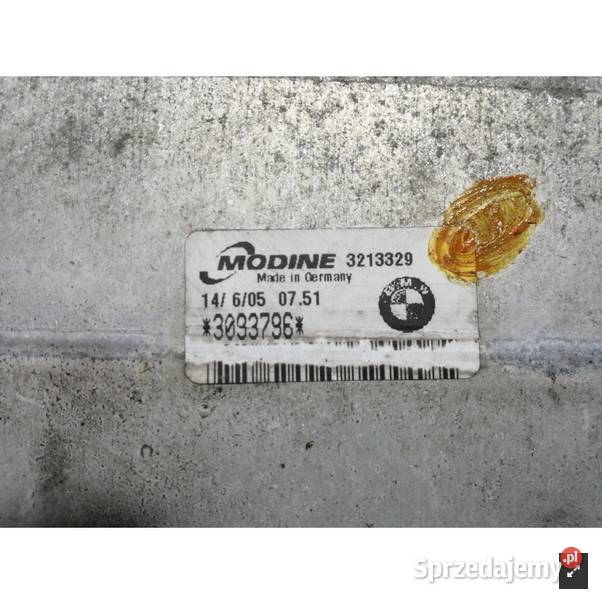 MODINE 3213329
Made in Germany
14/ 6/05 07.51
BMW
*3093796*
Sprzedajemy.pl